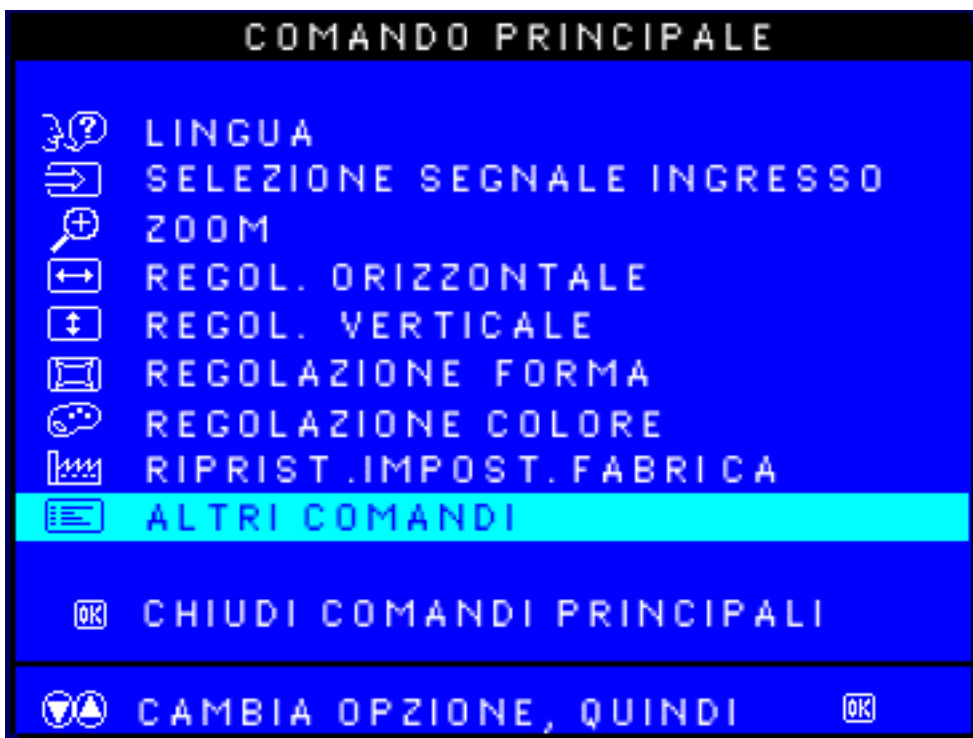 COMANDO PRINCIPALE
LINGUA
SELEZIONE SEGNALE INGRESSO
ZOOM
REGOL. ORIZZONTALE
REGOL. VERTICALE
REGOLAZIONE FORMA
REGOLAZIONE COLORE
RIPRIST.IMPOST.FABRICA
ALTRI COMANDI
OK CHIUDI COMANDI PRINCIPALI
CAMBIA OPZIONE, QUINDI OK